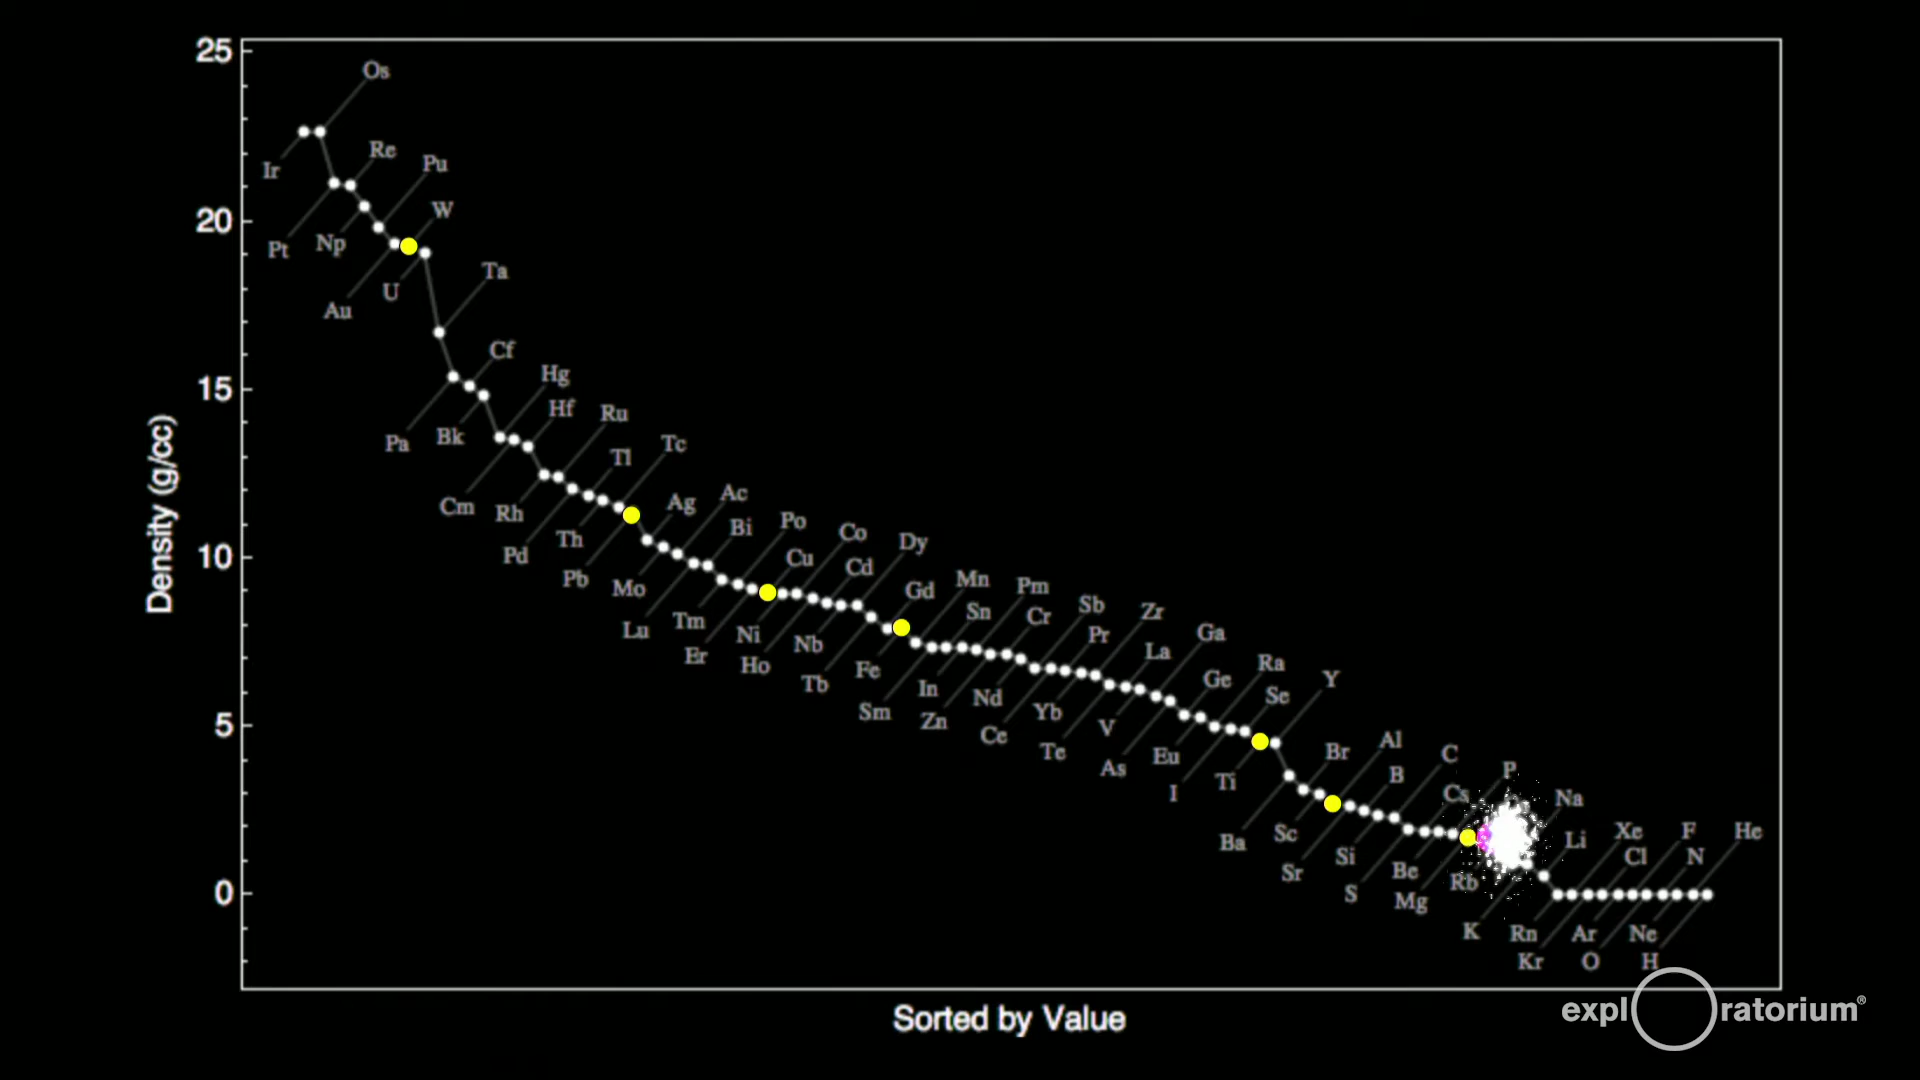 25
Os
Re
Pu
Ir
W
20
Np
Pt
Ta
U
Au
Cf
Hg
15
Hf
Ru
Bk
Pa
Tc
Tl
Ac
Ag
Cm
Rh
Po
Bi
Co
Th
Dy
Pd
10
Cu
Cd
Pb
Mn
Pm
Mo
Gd
Sb
Sn
Zr
Cr
Tm
Lu
Ni
Pr
Ga
Nb
La
Er
Ho
Ra
Fe
Ge
Y
Tb
In
Se
Nd
Sm
Yb
Zn
5
V
Ce
Al
Te
Br
C
Eu
As
P
B
Ti
I
Cs
Na
Sc
Xe
F
He
Ba
Li
Si
Cl
N
Be
Sr
Rb
S
0
Mg
K
Rn
Ar
Ne
Kr
O
H
Density (g/cc)
Sorted by Value
expl ratorium®